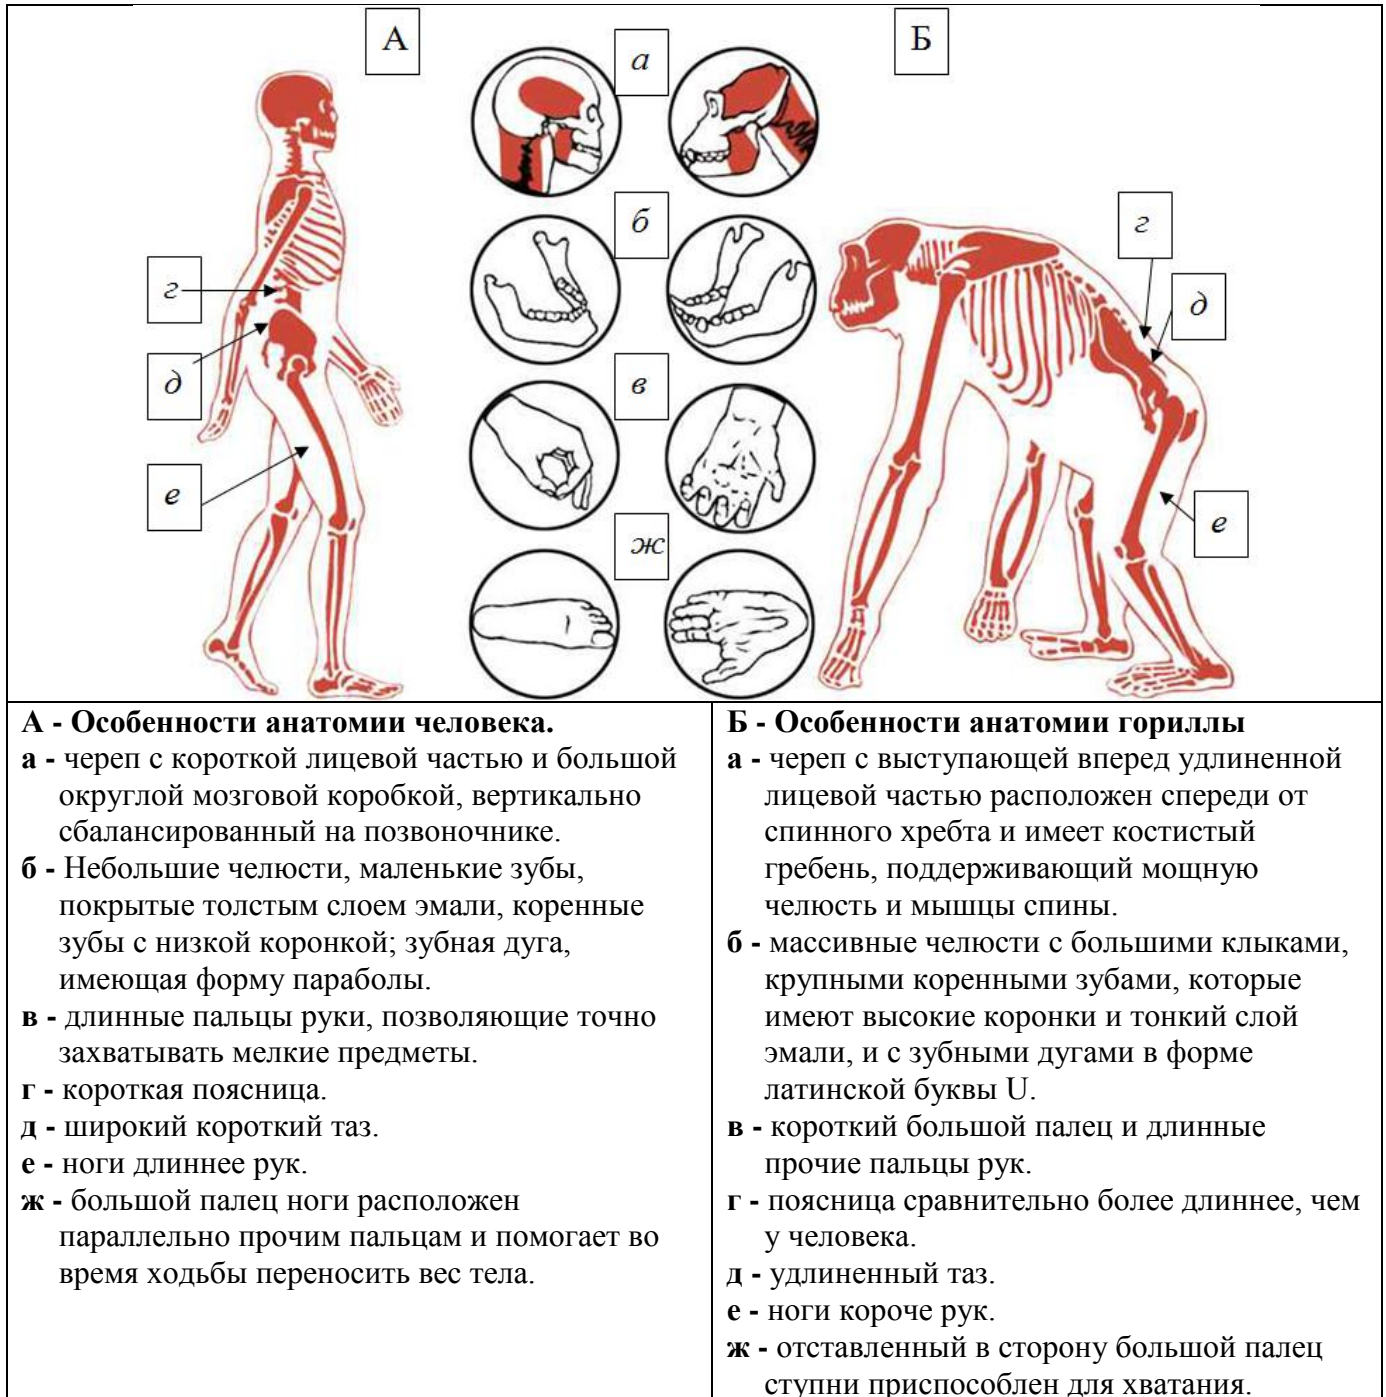 А
Б
а
б
в
ж
г
д
е
г
д
е
А - Особенности анатомии человека.
а - череп с короткой лицевой частью и большой
округлой мозговой коробкой, вертикально
сбалансированный на позвоночнике.
б - Небольшие челюсти, маленькие зубы,
покрытые толстым слоем эмали, коренные
зубы с низкой коронкой; зубная дуга,
имеющая форму параболы.
в - длинные пальцы руки, позволяющие точно
захватывать мелкие предметы.
г - короткая поясница.
д - широкий короткий таз.
е - ноги длиннее рук.
ж - большой палец ноги расположен
параллельно прочим пальцам и помогает во
время ходьбы переносить вес тела.
Б - Особенности анатомии гориллы
а - череп с выступающей вперед удлиненной
лицевой частью расположен спереди от
спинного хребта и имеет костистый
гребень, поддерживающий мощную
челюсть и мышцы спины.
б - массивные челюсти с большими клыками,
крупными коренными зубами, которые
имеют высокие коронки и тонкий слой
эмали, и с зубными дугами в форме
латинской буквы U.
в - короткий большой палец и длинные
прочие пальцы рук.
г - поясница сравнительно более длиннее, чем
у человека.
д - удлиненный таз.
е - ноги короче рук.
ж - отставленный в сторону большой палец
ступни приспособлен для хватания.